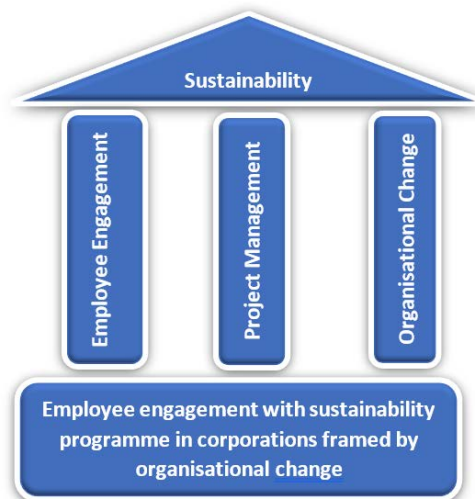 Sustainability
Employee Engagement
Project Management
Organisational Change
Employee engagement with sustainability
programme in corporations framed by
organisational change